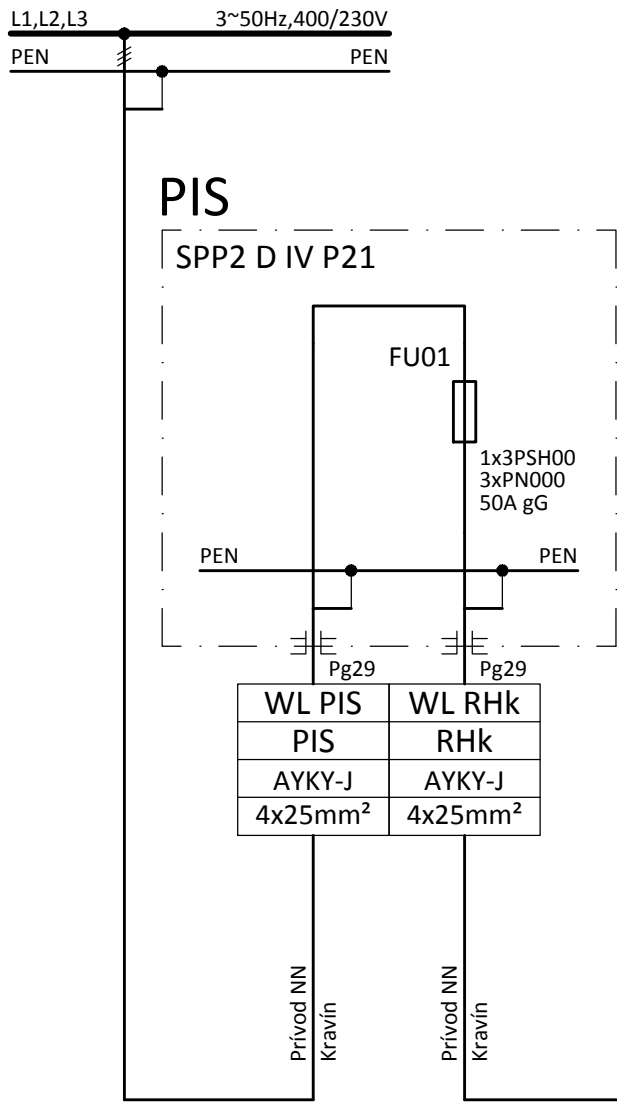 L1,L2,L3 3~50Hz,400/230V
PEN PEN
PIS
SPP2 D IV P21
FU01
1x3PSH00
3xPN000
50A gG
PEN PEN
Pg29 Pg29
WL PIS WL RHk
PIS RHk
AYKY-J AYKY-J
4x25mm² 4x25mm²
Prívod NN
Kravín
Prívod NN
Kravín